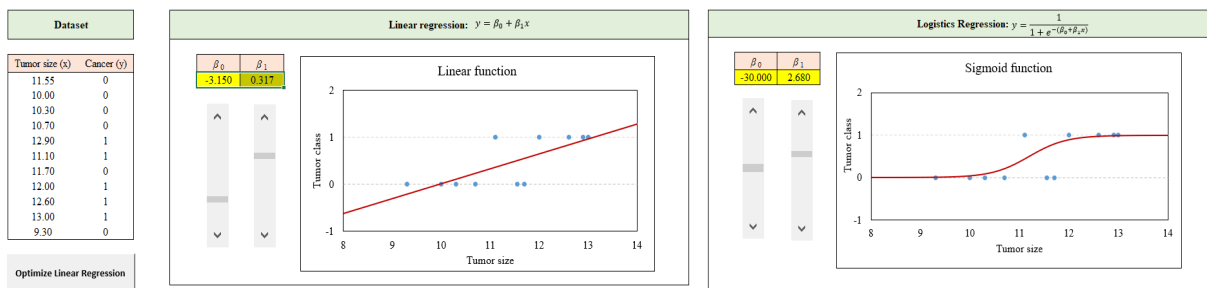 Dataset
Tumor size (x) Cancer (y)
11.55 0
10.00 0
10.30 0
10.70 0
12.90 1
11.10 1
11.70 0
12.00 1
12.60 1
13.00 1
9.30 0
Optimize Linear Regression
Linear regression: y = β₀ + β₁x
β₀ β₁
-3.150 0.317
Linear function
Tumor class
2
1
0
-1
8 9 10 11 12 13 14
Tumor size
Logistics Regression: y = 1 / 1 + e^−(β₀+β₁x)
β₀ β₁
-30.000 2.680
Sigmoid function
Tumor class
2
1
0
-1
8 9 10 11 12 13 14
Tumor size